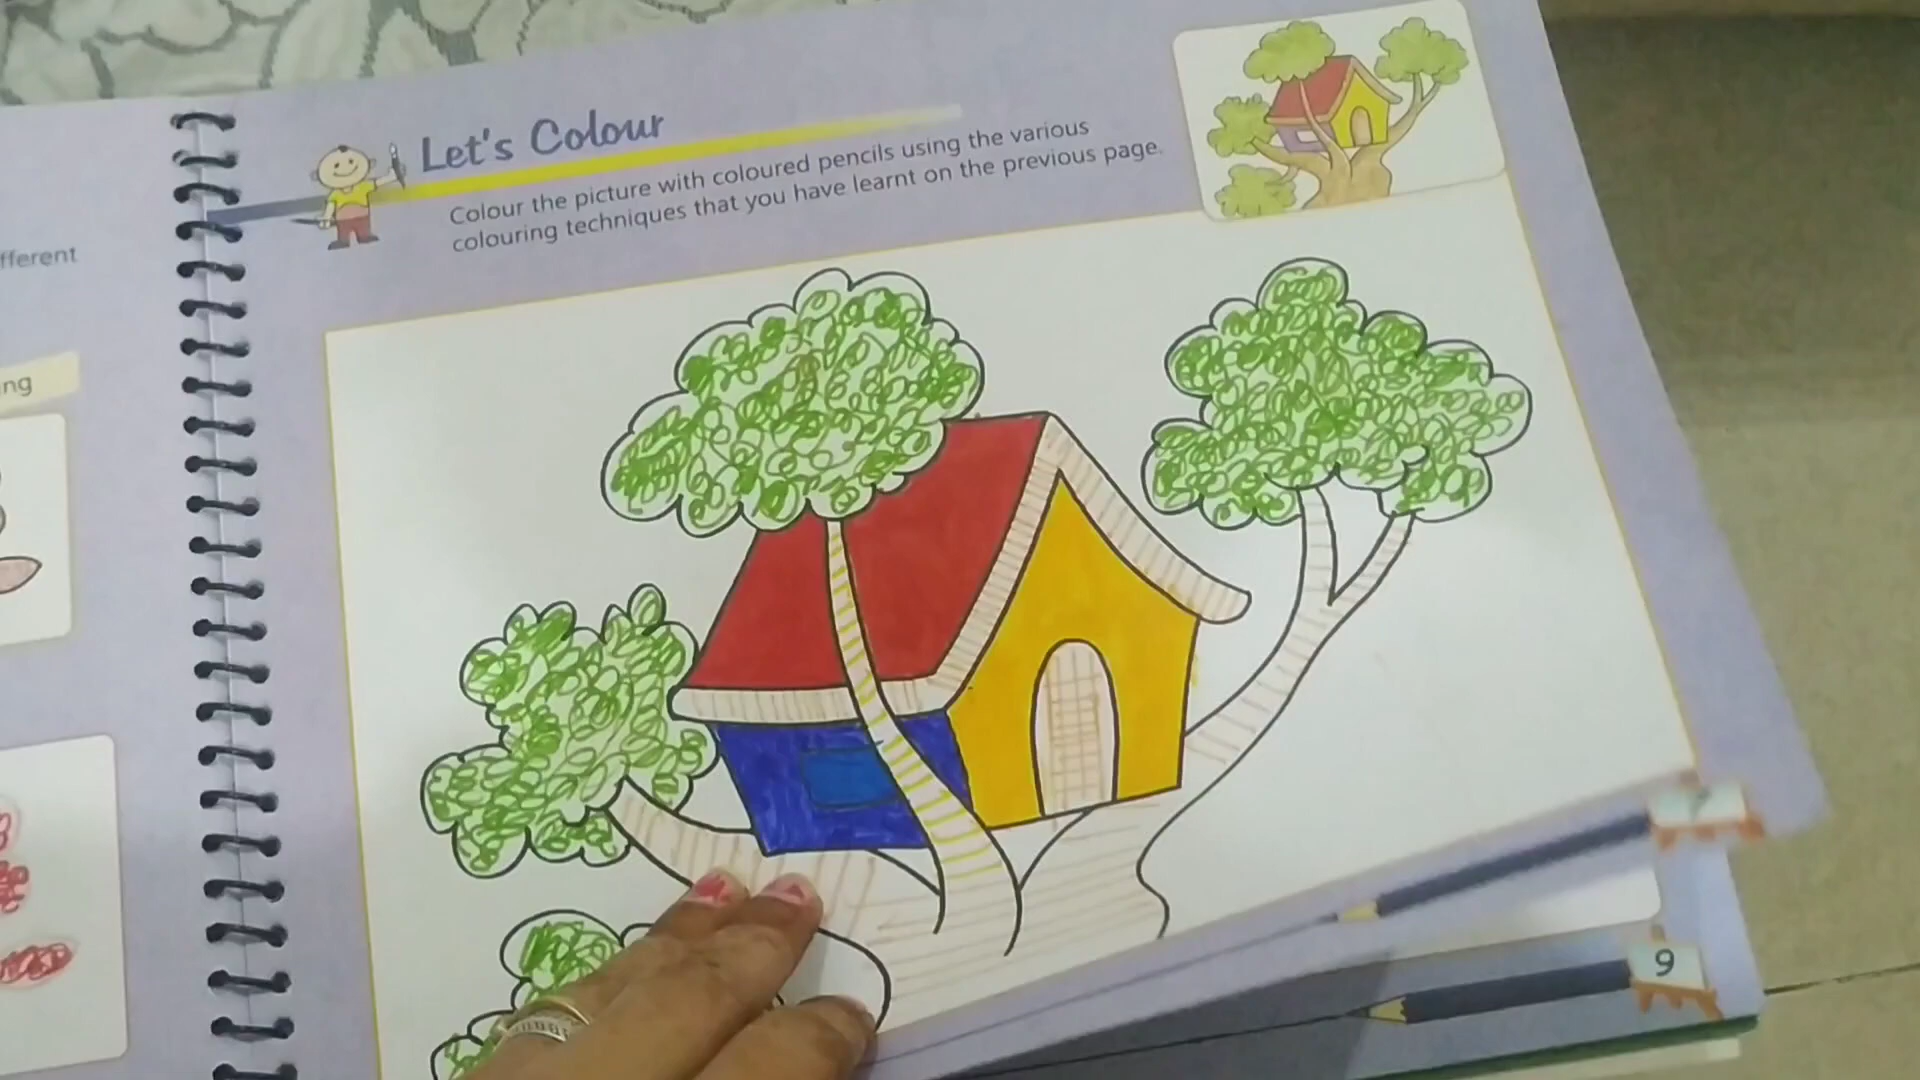 Let's Colour
Colour the picture with coloured pencils using the various
colouring techniques that you have learnt on the previous page.
fferent
ng
9